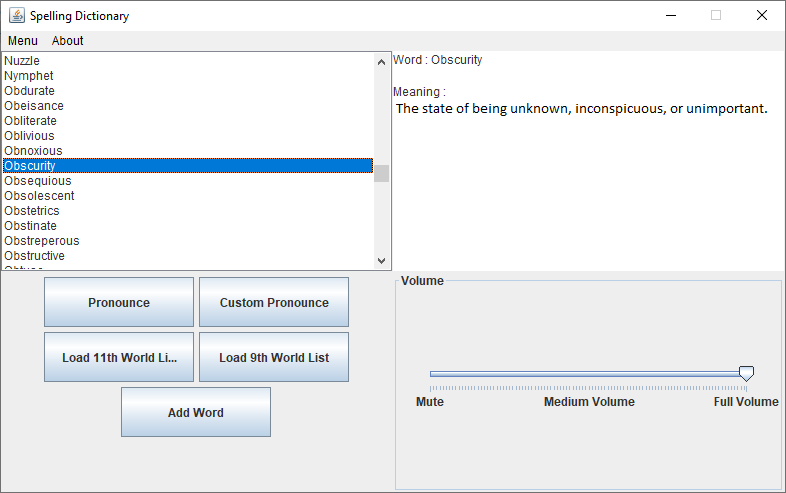 Spelling Dictionary
Menu About
Nuzzle
Nymphet
Obdurate
Obeisance
Obliterate
Oblivious
Obnoxious
Obscurity
Obsequious
Obsolescent
Obstetrics
Obstinate
Obstreperous
Obstructive
Word : Obscurity
Meaning :
The state of being unknown, inconspicuous, or unimportant.
Pronounce
Custom Pronounce
Load 11th World Li...
Load 9th World List
Add Word
Volume
Mute Medium Volume Full Volume